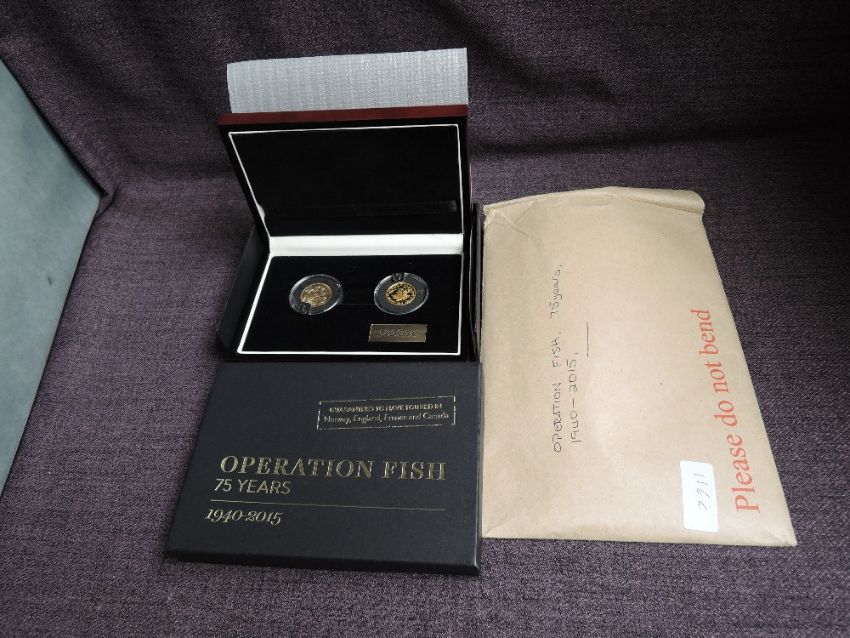 GUARANTEED TO HAVE TOURED IN
Norway, England, France and Canada
OPERATION FISH
75 YEARS
1940-2015
OPERATION FISH, 75 years,
1940-2015,
Please do not bend